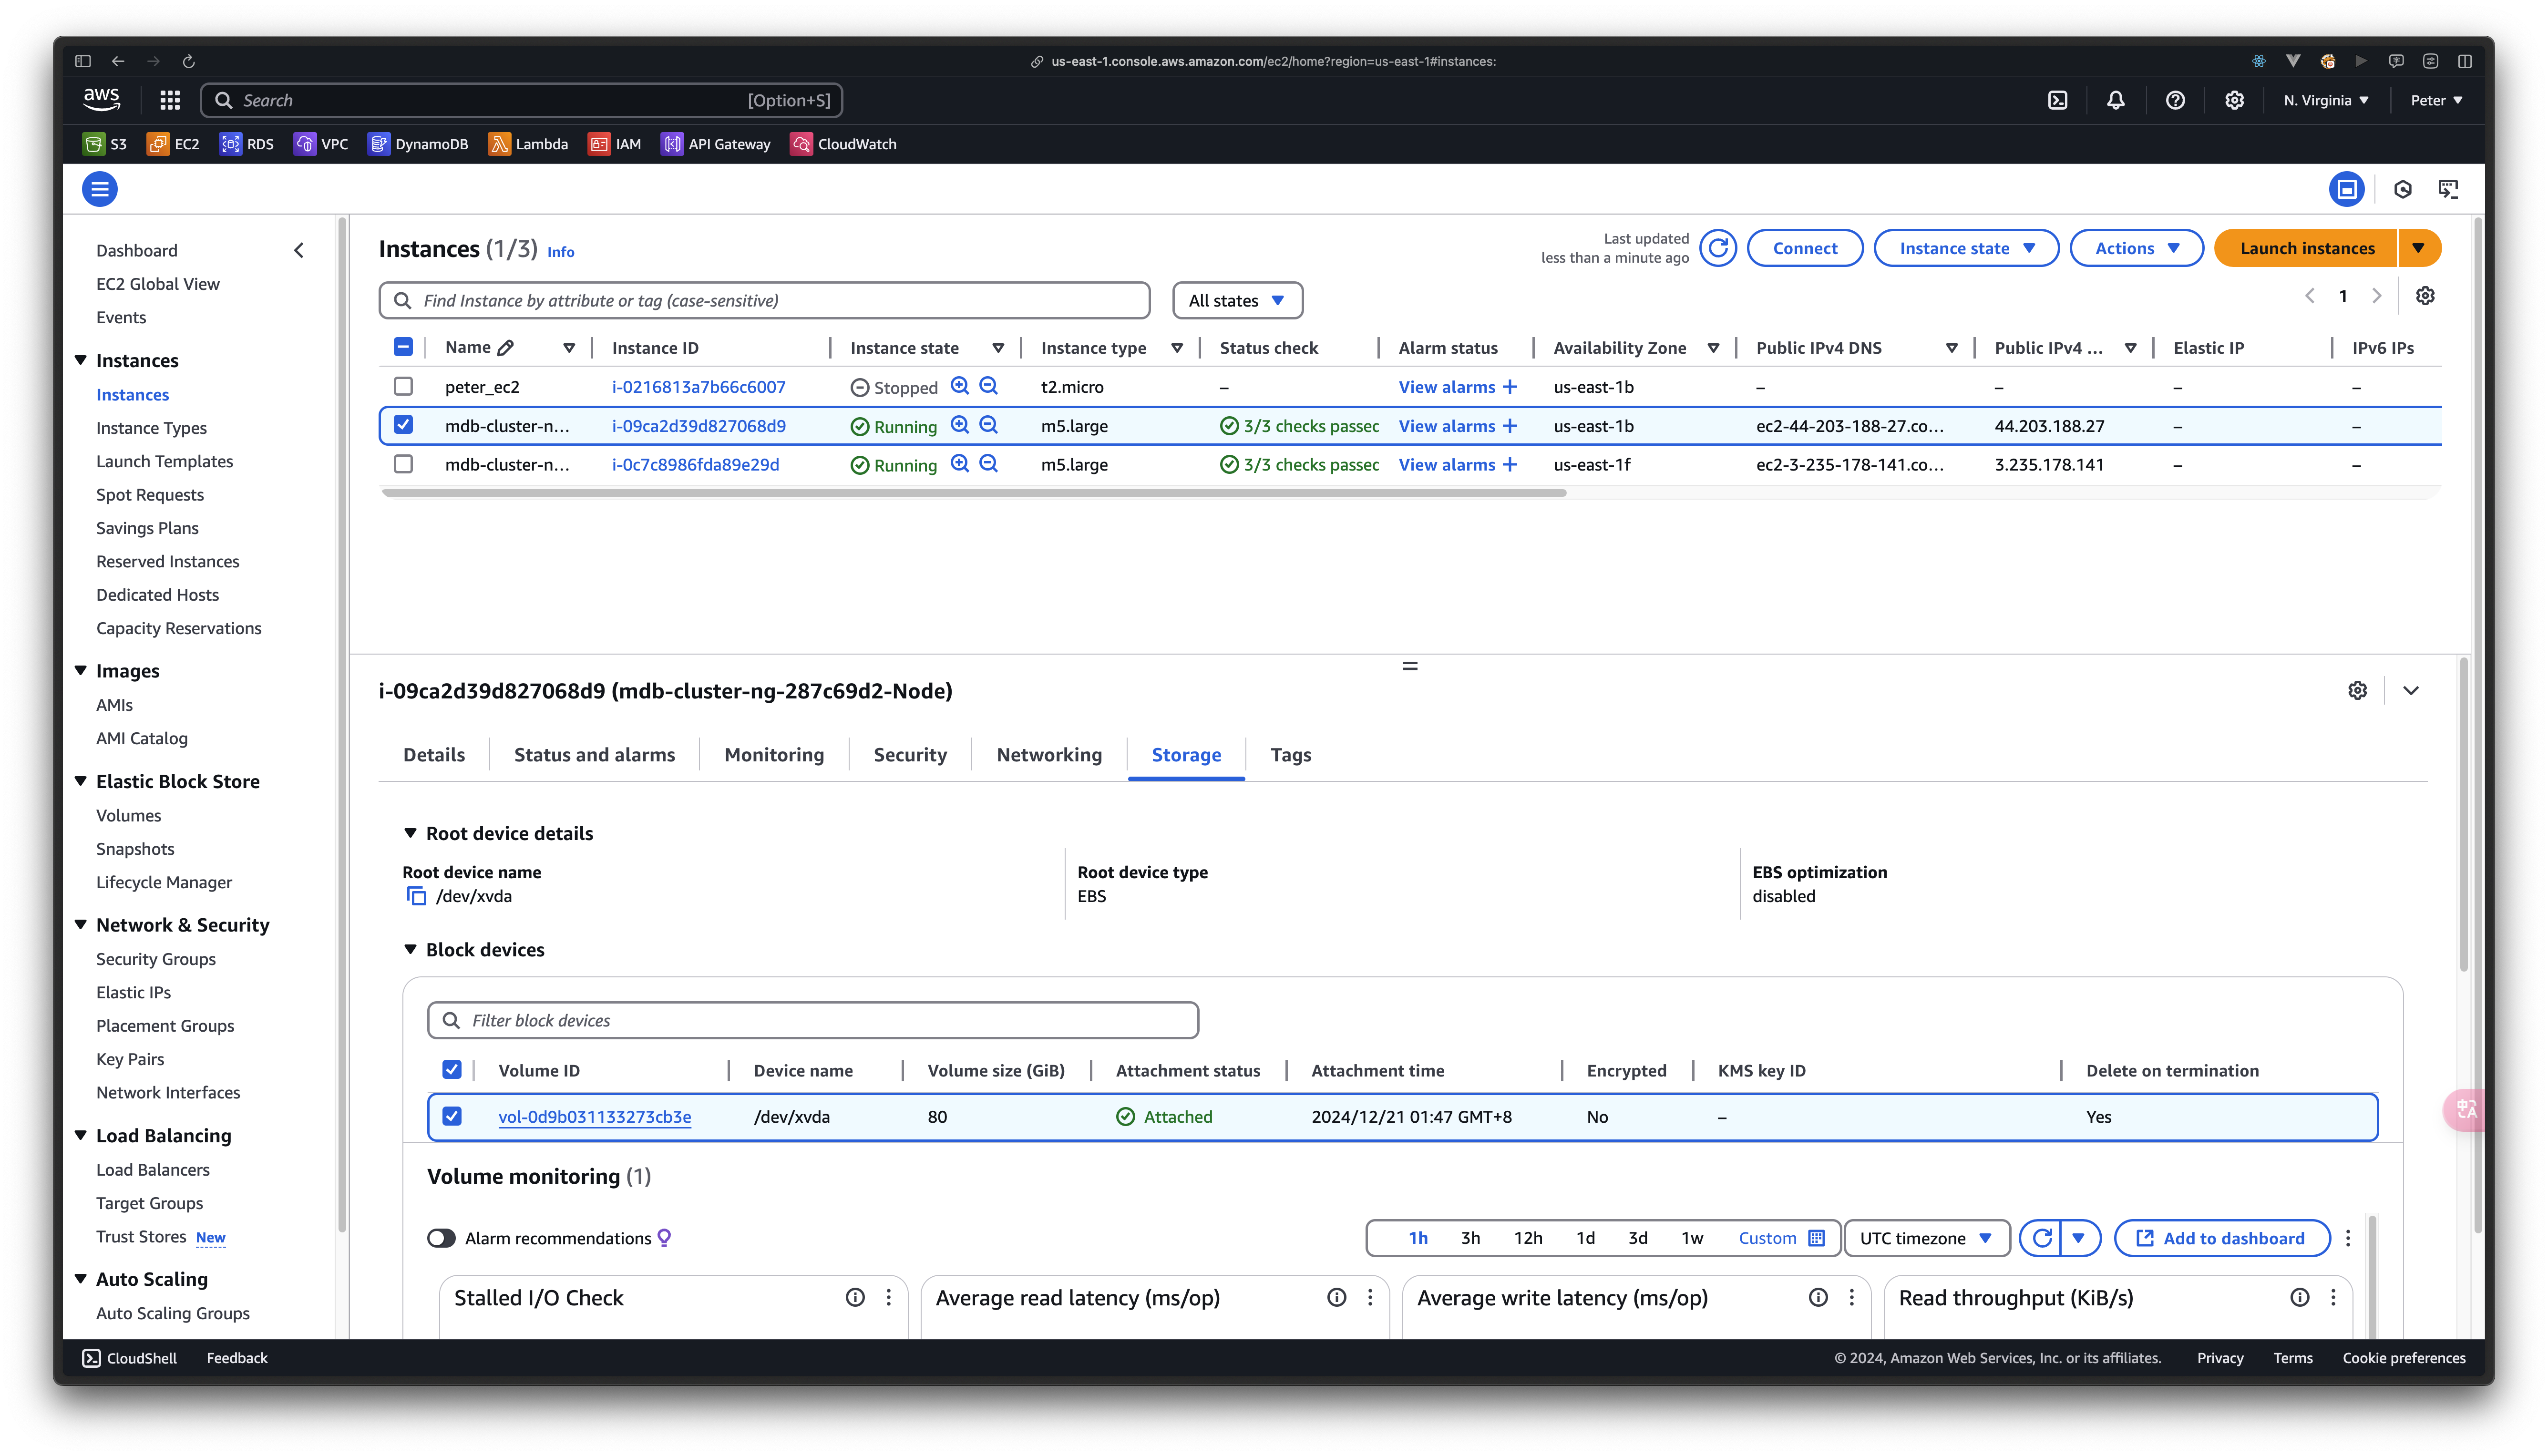 us-east-1.console.aws.amazon.com/ec2/home?region=us-east-1#instances:
aws
Search [Option+S]
N. Virginia
Peter
S3 EC2 RDS VPC DynamoDB Lambda IAM API Gateway CloudWatch
Dashboard
EC2 Global View
Events
Instances
Instances
Instance Types
Launch Templates
Spot Requests
Savings Plans
Reserved Instances
Dedicated Hosts
Capacity Reservations
Images
AMIs
AMI Catalog
Elastic Block Store
Volumes
Snapshots
Lifecycle Manager
Network & Security
Security Groups
Elastic IPs
Placement Groups
Key Pairs
Network Interfaces
Load Balancing
Load Balancers
Target Groups
Trust Stores New
Auto Scaling
Auto Scaling Groups
Instances (1/3) Info
Last updated
less than a minute ago
Connect
Instance state
Actions
Launch instances
Find Instance by attribute or tag (case-sensitive)
All states
1
Name Instance ID Instance state Instance type Status check Alarm status Availability Zone Public IPv4 DNS Public IPv4 ... Elastic IP IPv6 IPs
peter_ec2 i-0216813a7b66c6007 Stopped t2.micro – View alarms + us-east-1b – – – –
mdb-cluster-n... i-09ca2d39d827068d9 Running m5.large 3/3 checks passec View alarms + us-east-1b ec2-44-203-188-27.co... 44.203.188.27 – –
mdb-cluster-n... i-0c7c8986fda89e29d Running m5.large 3/3 checks passec View alarms + us-east-1f ec2-3-235-178-141.co... 3.235.178.141 – –
i-09ca2d39d827068d9 (mdb-cluster-ng-287c69d2-Node)
Details Status and alarms Monitoring Security Networking Storage Tags
Root device details
Root device name
/dev/xvda
Root device type
EBS
EBS optimization
disabled
Block devices
Filter block devices
Volume ID Device name Volume size (GiB) Attachment status Attachment time Encrypted KMS key ID Delete on termination
vol-0d9b031133273cb3e /dev/xvda 80 Attached 2024/12/21 01:47 GMT+8 No – Yes
Volume monitoring (1)
Alarm recommendations
1h 3h 12h 1d 3d 1w Custom
UTC timezone
Add to dashboard
Stalled I/O Check
Average read latency (ms/op)
Average write latency (ms/op)
Read throughput (KiB/s)
CloudShell Feedback
© 2024, Amazon Web Services, Inc. or its affiliates. Privacy Terms Cookie preferences